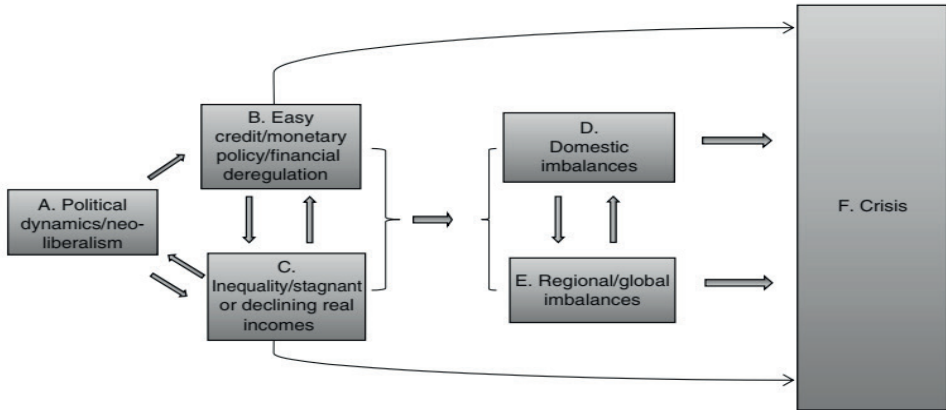 B. Easy
credit/monetary
policy/financial
deregulation
D.
Domestic
imbalances
A. Political
dynamics/neo-
liberalism
F. Crisis
C.
Inequality/stagnant
or declining real
incomes
E. Regional/global
imbalances